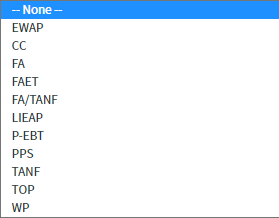 -- None --
EWAP
CC
FA
FAET
FA/TANF
LIEAP
P-EBT
PPS
TANF
TOP
WP